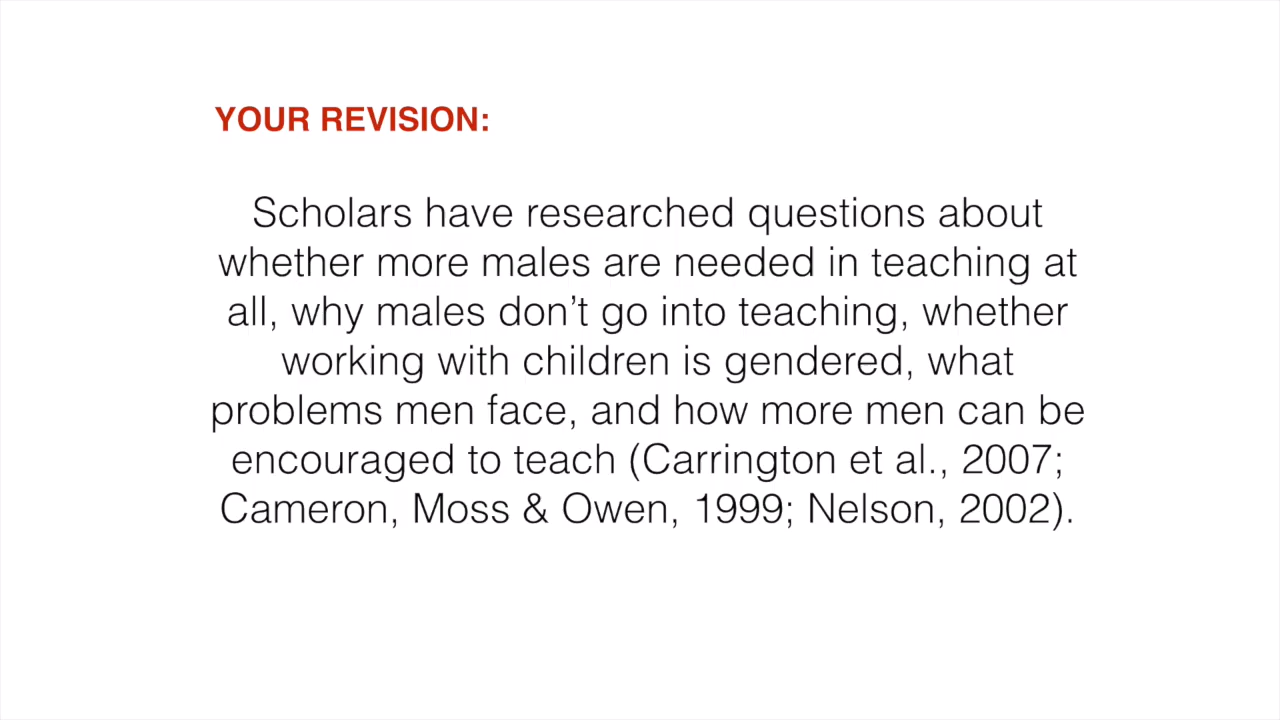 YOUR REVISION:
Scholars have researched questions about
whether more males are needed in teaching at
all, why males don’t go into teaching, whether
working with children is gendered, what
problems men face, and how more men can be
encouraged to teach (Carrington et al., 2007;
Cameron, Moss & Owen, 1999; Nelson, 2002).